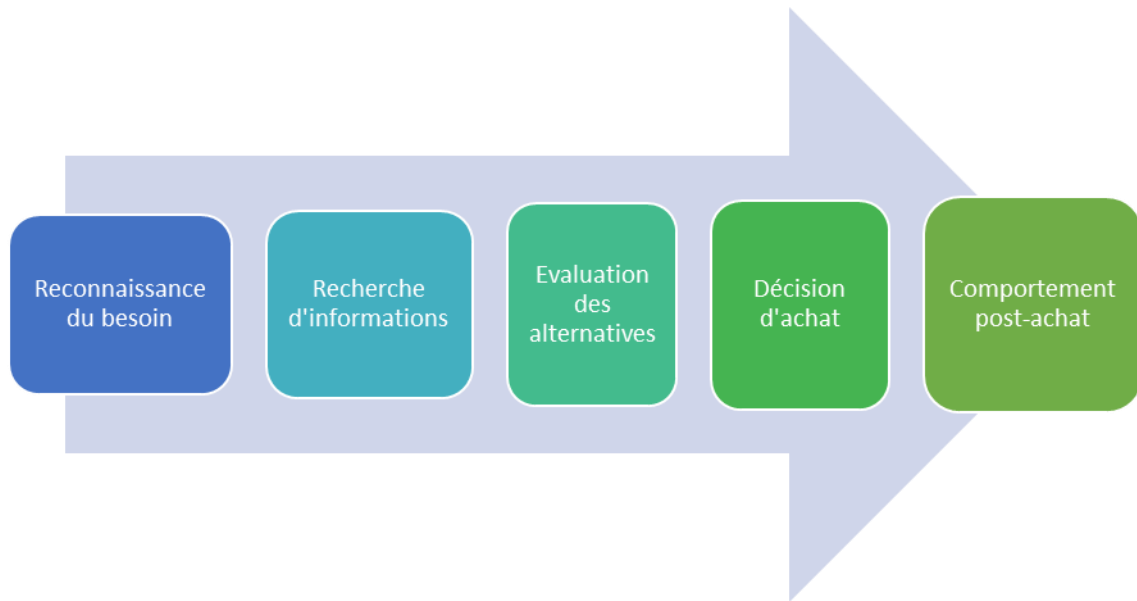 Reconnaissance
du besoin
Recherche
d'informations
Evaluation
des
alternatives
Décision
d'achat
Comportement
post-achat